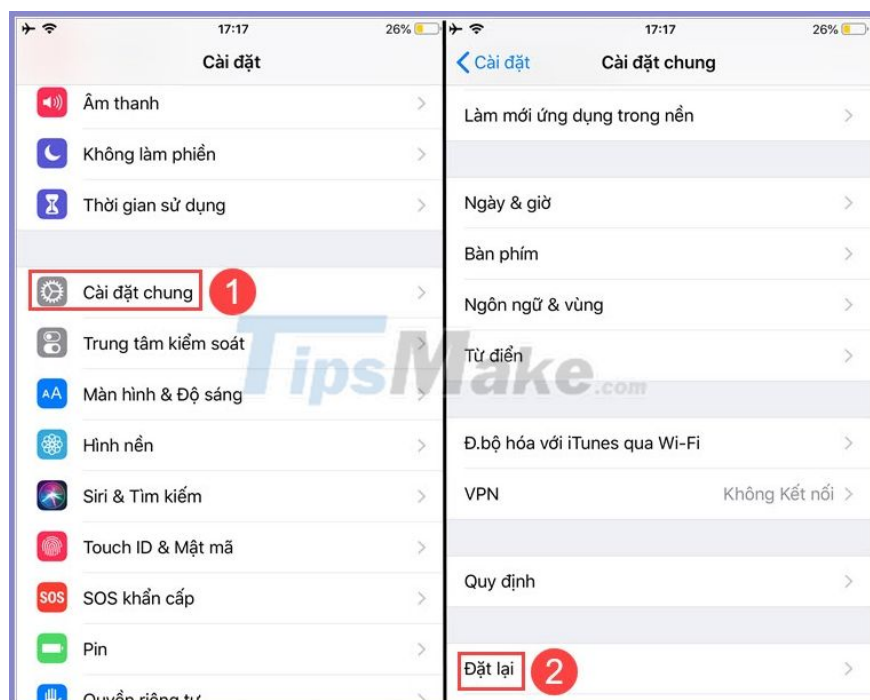 17:17
26%
Cài đặt
Âm thanh
Không làm phiền
Thời gian sử dụng
Cài đặt chung
1
Trung tâm kiểm soát
AA Màn hình & Độ sáng
Hình nền
Siri & Tìm kiếm
Touch ID & Mật mã
SOS SOS khẩn cấp
Pin
Quyền riêng tư
17:17
26%
Cài đặt
Cài đặt chung
Làm mới ứng dụng trong nền
Ngày & giờ
Bàn phím
Ngôn ngữ & vùng
Từ điển
Đ.bộ hóa với iTunes qua Wi-Fi
VPN Không Kết nối
Quy định
Đặt lại
2
TipsMake.com